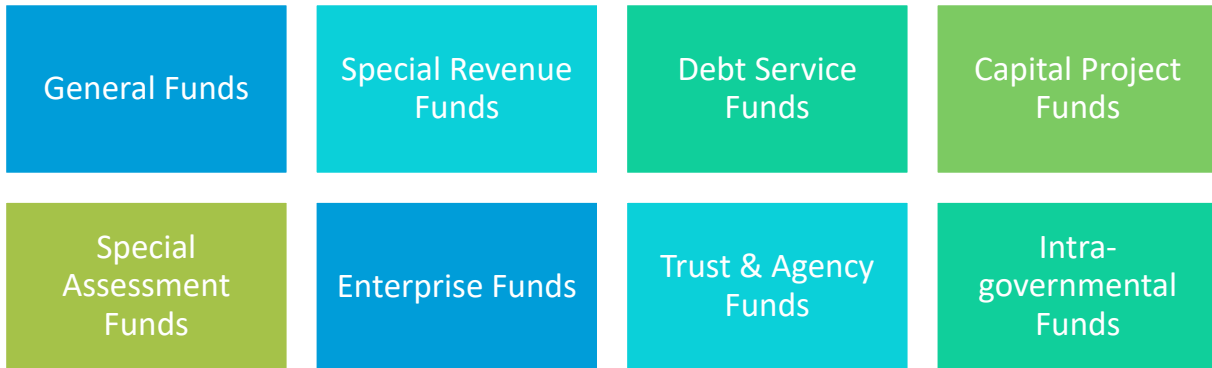 General Funds
Special Revenue
Funds
Debt Service
Funds
Capital Project
Funds
Special
Assessment
Funds
Enterprise Funds
Trust & Agency
Funds
Intra-
governmental
Funds